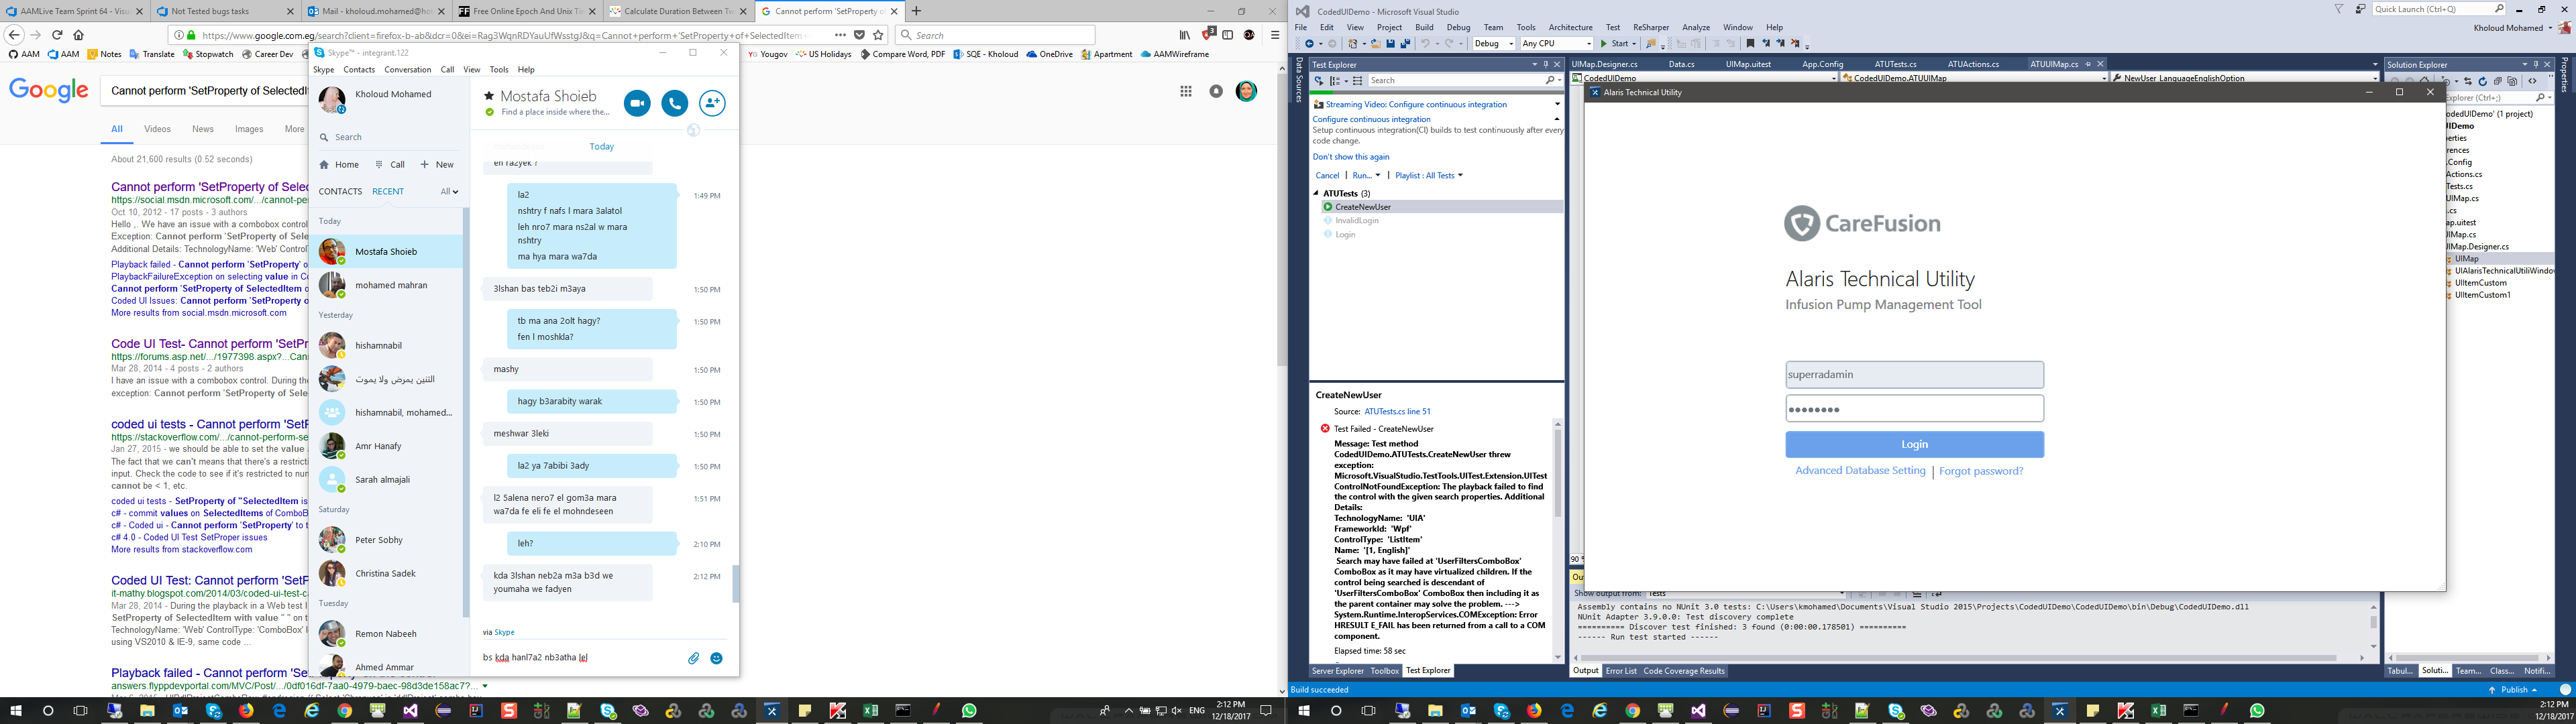 AAMLive Team Sprint 64 - Visu
Not Tested bugs tasks
Mail - kholoud.mohamed@hot
Free Online Epoch And Unix Tim
Calculate Duration Between Tw
Cannot perform 'SetProperty of
https://www.google.com.eg/search?client=firefox-b-ab&dcr=0&ei=Rag3WqnRDYauUfWsstgJ&q=Cannot+perform+'SetProperty+of+SelectedItem+
Search
AAM
AAM
Notes
Translate
Stopwatch
Career Dev
Yougov
US Holidays
Compare Word, PDF
SQE - Kholoud
OneDrive
Apartment
AAMWireframe
Google
Cannot perform 'SetProperty of SelectedIt
All
Videos
News
Images
More
About 21,600 results (0.52 seconds)
Cannot perform 'SetProperty of Selec
https://social.msdn.microsoft.com/.../cannot-per
Oct 10, 2012 - 17 posts - 3 authors
Hello ,. We have an issue with a combobox control
Exception: Cannot perform 'SetProperty of Sele
Additional Details: TechnologyName: 'Web' Control
Playback failed - Cannot perform 'SetProperty' o
PlaybackFailureException on selecting value in Co
Cannot perform 'SetProperty of SelectedItem o
Coded UI Issues: Cannot perform 'SetProperty o
More results from social.msdn.microsoft.com
Code UI Test- Cannot perform 'SetPr
https://forums.asp.net/.../1977398.aspx?...Can
Mar 28, 2014 - 4 posts - 2 authors
I have an issue with a combobox control. During the
exception: Cannot perform 'SetProperty of Sele
coded ui tests - Cannot perform 'SetF
https://stackoverflow.com/.../cannot-perform-se
Jan 27, 2015 - we should be able to set the value
The fact that we can't means that there's a restricti
input. Check the code to see if it's restricted to num
cannot be < 1, etc.
coded ui tests - SetProperty of "SelectedItem is
c# - commit values on SelectedItems of ComboB
c# - Coded ui - Cannot perform 'SetProperty' to t
c# 4.0 - Coded UI Test SetProper issues
More results from stackoverflow.com
Coded UI Test: Cannot perform 'SetP
it-mathy.blogspot.com/2014/03/coded-ui-test-c
Mar 28, 2014 - During the playback in a Web test I
SetProperty of SelectedItem with value " " on t
TechnologyName: 'Web' ControlType: 'ComboBox' I
using VS2010 & IE-9, same code ...
Playback failed - Cannot perform 'Set
answers.flyppdevportal.com/MVC/Post/.../0df016df-7aa0-4979-baec-98d3de158ac7?...
Skype™ - integrant.122
Skype
Contacts
Conversation
Call
View
Tools
Help
Kholoud Mohamed
Search
Home
Call
New
CONTACTS
RECENT
All
Today
Mostafa Shoieb
mohamed mahran
Yesterday
hishamnabil
التنين يمرض ولا يموت
hishamnabil, mohamed...
Amr Hanafy
Sarah almajali
Saturday
Peter Sobhy
Christina Sadek
Tuesday
Remon Nabeeh
Ahmed Ammar
Mostafa Shoieb
Find a place inside where the...
Today
en razyek ?
la2
nshtry f nafs l mara 3alatol
leh nro7 mara ns2al w mara
nshtry
ma hya mara wa7da
1:49 PM
3lshan bas teb2i m3aya
1:50 PM
tb ma ana 2olt hagy?
fen l moshkla?
1:50 PM
mashy
1:50 PM
hagy b3arabity warak
1:50 PM
meshwar 3leki
1:50 PM
la2 ya 7abibi 3ady
1:50 PM
l2 5alena nero7 el gom3a mara
wa7da fe eli fe el mohndeseen
1:51 PM
leh?
2:10 PM
kda 3lshan neb2a m3a b3d we
youmaha we fadyen
2:12 PM
via Skype
bs kda hanl7a2 nb3atha lel
ENG
2:12 PM
12/18/2017
CodedUIDemo - Microsoft Visual Studio
Quick Launch (Ctrl+Q)
File
Edit
View
Project
Build
Debug
Team
Tools
Architecture
Test
ReSharper
Analyze
Window
Help
Kholoud Mohamed
Debug
Any CPU
Start
Data Sources
Test Explorer
Search
Streaming Video: Configure continuous integration
Configure continuous integration
Setup continuous integration(CI) builds to test continuously after every
code change.
Don't show this again
Cancel
Run...
Playlist : All Tests
ATUTests (3)
CreateNewUser
InvalidLogin
Login
CreateNewUser
Source: ATUTests.cs line 51
Test Failed - CreateNewUser
Message: Test method
CodedUIDemo.ATUTests.CreateNewUser threw
exception:
Microsoft.VisualStudio.TestTools.UITest.Extension.UITest
ControlNotFoundException: The playback failed to find
the control with the given search properties. Additional
Details:
TechnologyName: 'UIA'
FrameworkId: 'Wpf'
ControlType: 'ListItem'
Name: '[1, English]'
Search may have failed at 'UserFiltersComboBox'
ComboBox as it may have virtualized children. If the
control being searched is descendant of
'UserFiltersComboBox' ComboBox then including it as
the parent container may solve the problem. --->
System.Runtime.InteropServices.COMException: Error
HRESULT E_FAIL has been returned from a call to a COM
component.
Elapsed time: 58 sec
Server Explorer
Toolbox
Test Explorer
UIMap.Designer.cs
Data.cs
UIMap.uitest
App.Config
ATUTests.cs
ATUActions.cs
ATUUIMap.cs
CodedUIDemo
CodedUIDemo.ATUUIMap
NewUser_LanguageEnglishOption
Alaris Technical Utility
CareFusion
Alaris Technical Utility
Infusion Pump Management Tool
superradamin
Login
Advanced Database Setting | Forgot password?
90 %
Show output from: Tests
Assembly contains no NUnit 3.0 tests: C:\Users\kmohamed\Documents\Visual Studio 2015\Projects\CodedUIDemo\CodedUIDemo\bin\Debug\CodedUIDemo.dll
NUnit Adapter 3.9.0.0: Test discovery complete
========== Discover test finished: 3 found (0:00:00.178501) ==========
------ Run test started ------
Output
Error List
Code Coverage Results
Solution Explorer
Explorer (Ctrl+;)
odedUIDemo' (1 project)
UIDemo
erties
rences
.Config
Actions.cs
Tests.cs
UIMap.cs
.cs
ap.uitest
UIMap.cs
UIMap.Designer.cs
UIMap
UIAlarisTechnicalUtiliWindow
UIItemCustom
UIItemCustom1
Properties
Tabul...
Soluti...
Team...
Class...
Notifi...
Build succeeded
Publish
2:12 PM
12/18/2017